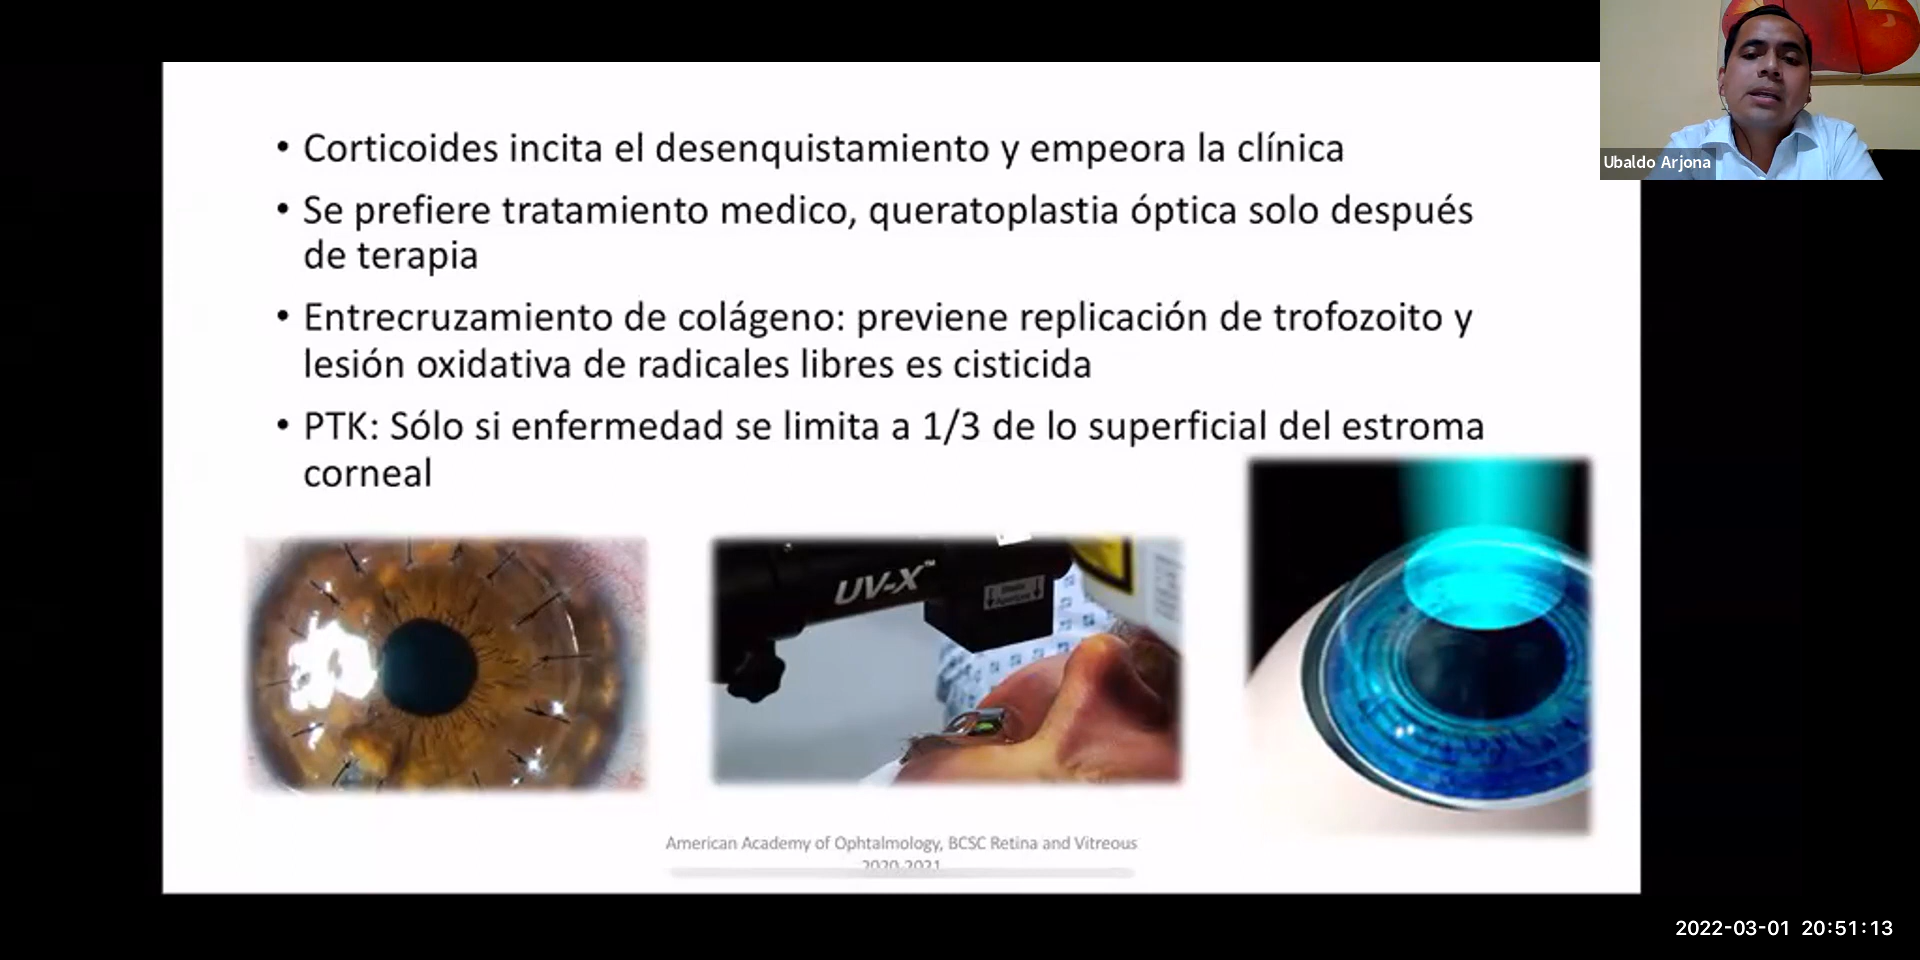 • Corticoides incita el desenquistamiento y empeora la clínica
• Se prefiere tratamiento medico, queratoplastia óptica solo después
de terapia
• Entrecruzamiento de colágeno: previene replicación de trofozoito y
lesión oxidativa de radicales libres es cisticida
• PTK: Sólo si enfermedad se limita a 1/3 de lo superficial del estroma
corneal
Ubaldo Arjona
UV-X™
American Academy of Ophtalmology, BCSC Retina and Vitreous
2020-2021
2022-03-01 20:51:13